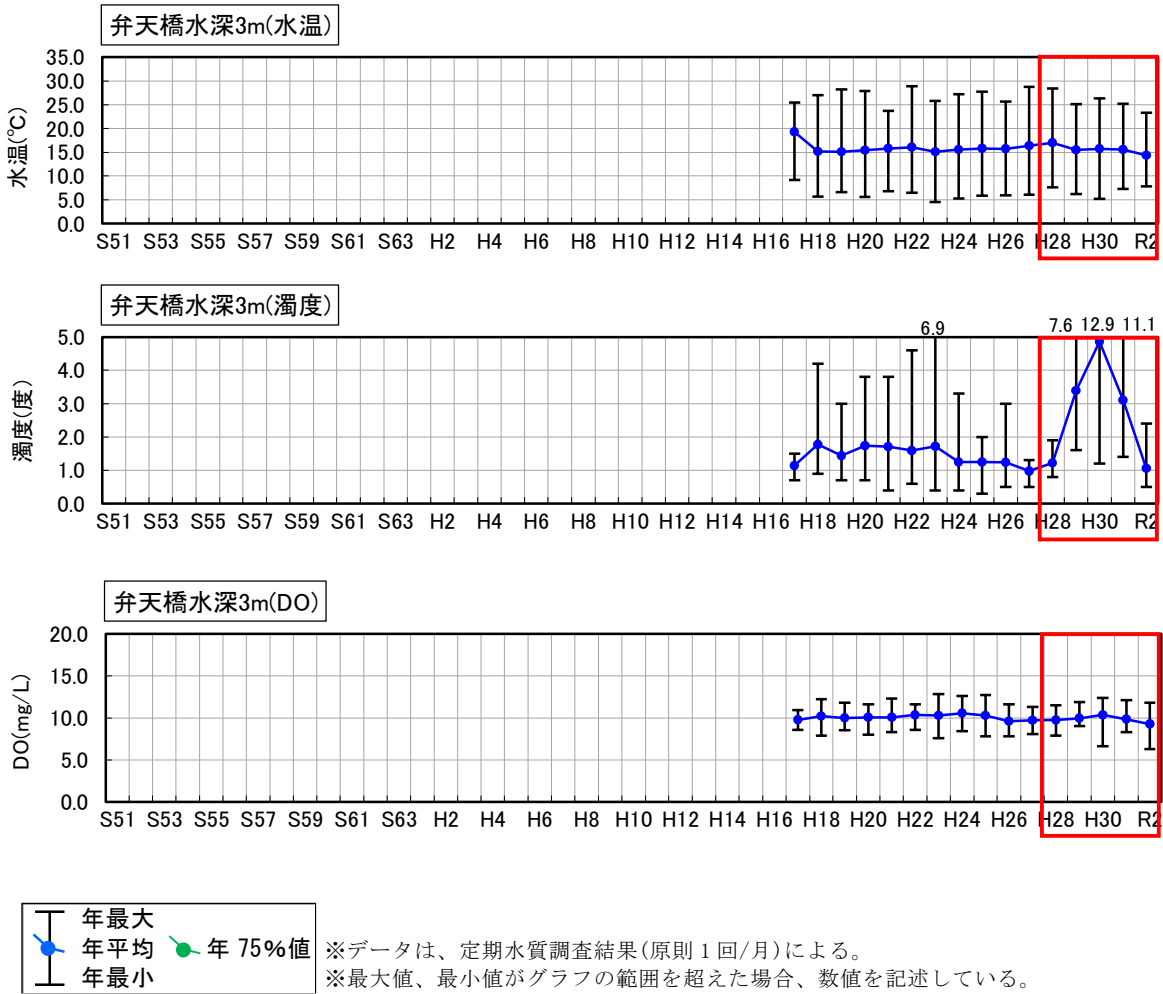 弁天橋水深3m(水温)
水温(℃)
35.0
30.0
25.0
20.0
15.0
10.0
5.0
0.0
S51 S53 S55 S57 S59 S61 S63 H2 H4 H6 H8 H10 H12 H14 H16 H18 H20 H22 H24 H26 H28 H30 R2
弁天橋水深3m(濁度)
濁度(度)
6.9 7.6 12.9 11.1
5.0
4.0
3.0
2.0
1.0
0.0
S51 S53 S55 S57 S59 S61 S63 H2 H4 H6 H8 H10 H12 H14 H16 H18 H20 H22 H24 H26 H28 H30 R2
弁天橋水深3m(DO)
DO(mg/L)
20.0
15.0
10.0
5.0
0.0
S51 S53 S55 S57 S59 S61 S63 H2 H4 H6 H8 H10 H12 H14 H16 H18 H20 H22 H24 H26 H28 H30 R2
年最大
年平均 年 75%値
年最小
※データは、定期水質調査結果(原則１回/月)による。
※最大値、最小値がグラフの範囲を超えた場合、数値を記述している。